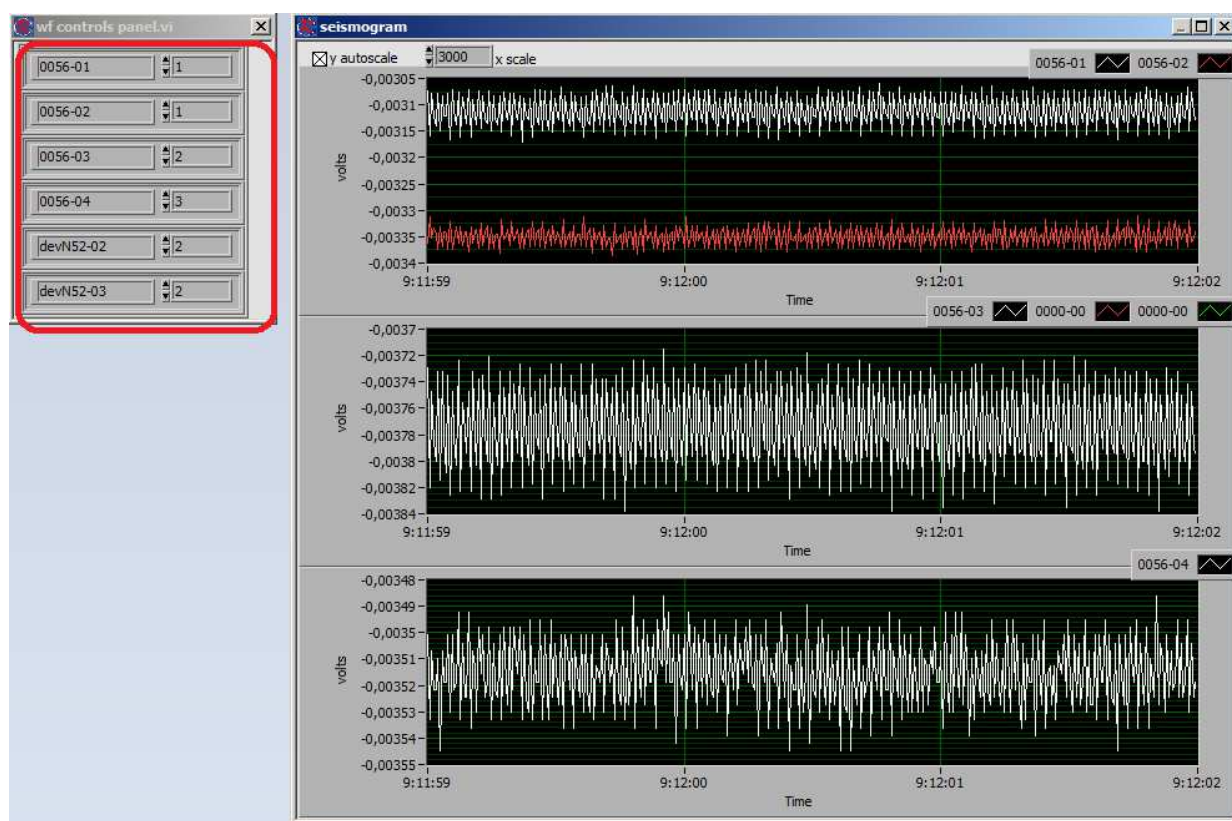 wf controls panel.vi
0056-01 1
0056-02 1
0056-03 2
0056-04 3
devN52-02 2
devN52-03 2
seismogram
y autoscale 3000 x scale
0056-01 0056-02
-0,00305
-0,0031
-0,00315
-0,0032
-0,00325
-0,0033
-0,00335
-0,0034
volts
9:11:59 9:12:00 9:12:01 9:12:02
Time
0056-03 0000-00 0000-00
-0,0037
-0,00372
-0,00374
-0,00376
-0,00378
-0,0038
-0,00382
-0,00384
volts
9:11:59 9:12:00 9:12:01 9:12:02
Time
0056-04
-0,00348
-0,00349
-0,0035
-0,00351
-0,00352
-0,00353
-0,00354
-0,00355
volts
9:11:59 9:12:00 9:12:01 9:12:02
Time